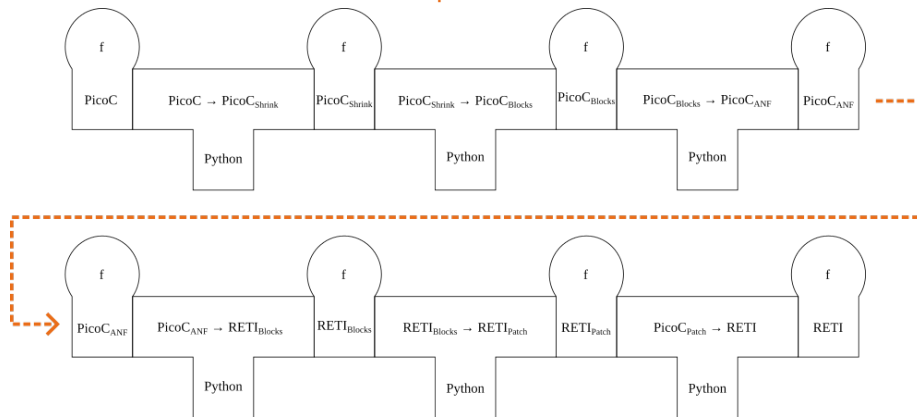 f f f f
PicoC PicoC → PicoC_Shrink PicoC_Shrink PicoC_Shrink → PicoC_Blocks PicoC_Blocks PicoC_Blocks → PicoC_ANF PicoC_ANF
Python Python Python
f f f f
PicoC_ANF PicoC_ANF → RETI_Blocks RETI_Blocks RETI_Blocks → RETI_Patch RETI_Patch PicoC_Patch → RETI RETI
Python Python Python